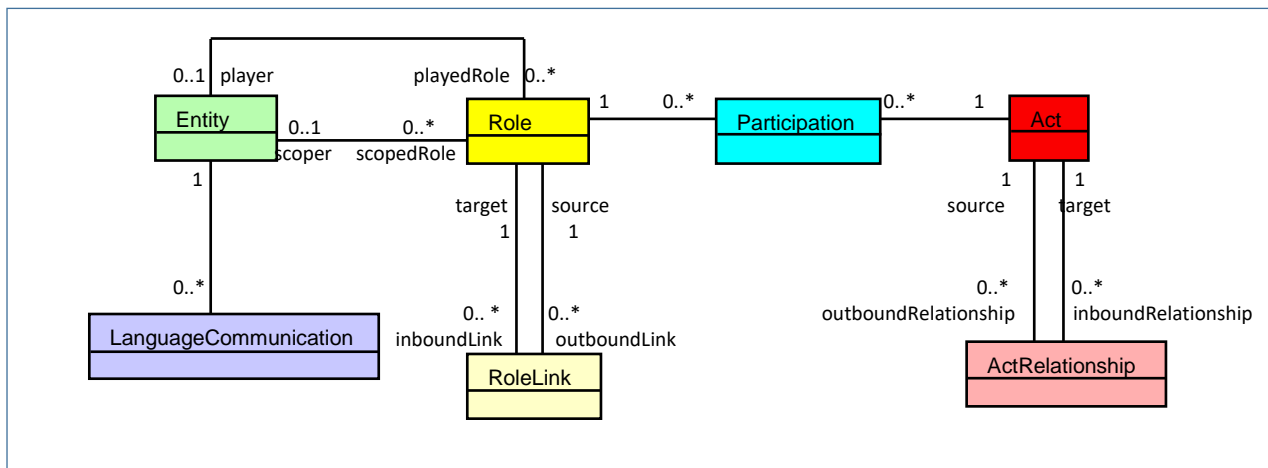 0..1 player
playedRole 0..*
Entity
0..1
0..*
scoper
scopedRole
Role
1
0..*
Participation
0..*
1
Act
1
target
source
1
1
1
1
source
target
0..*
0..*
0..*
outboundRelationship
0..*
inboundRelationship
LanguageCommunication
0.. *
inboundLink
outboundLink
RoleLink
ActRelationship